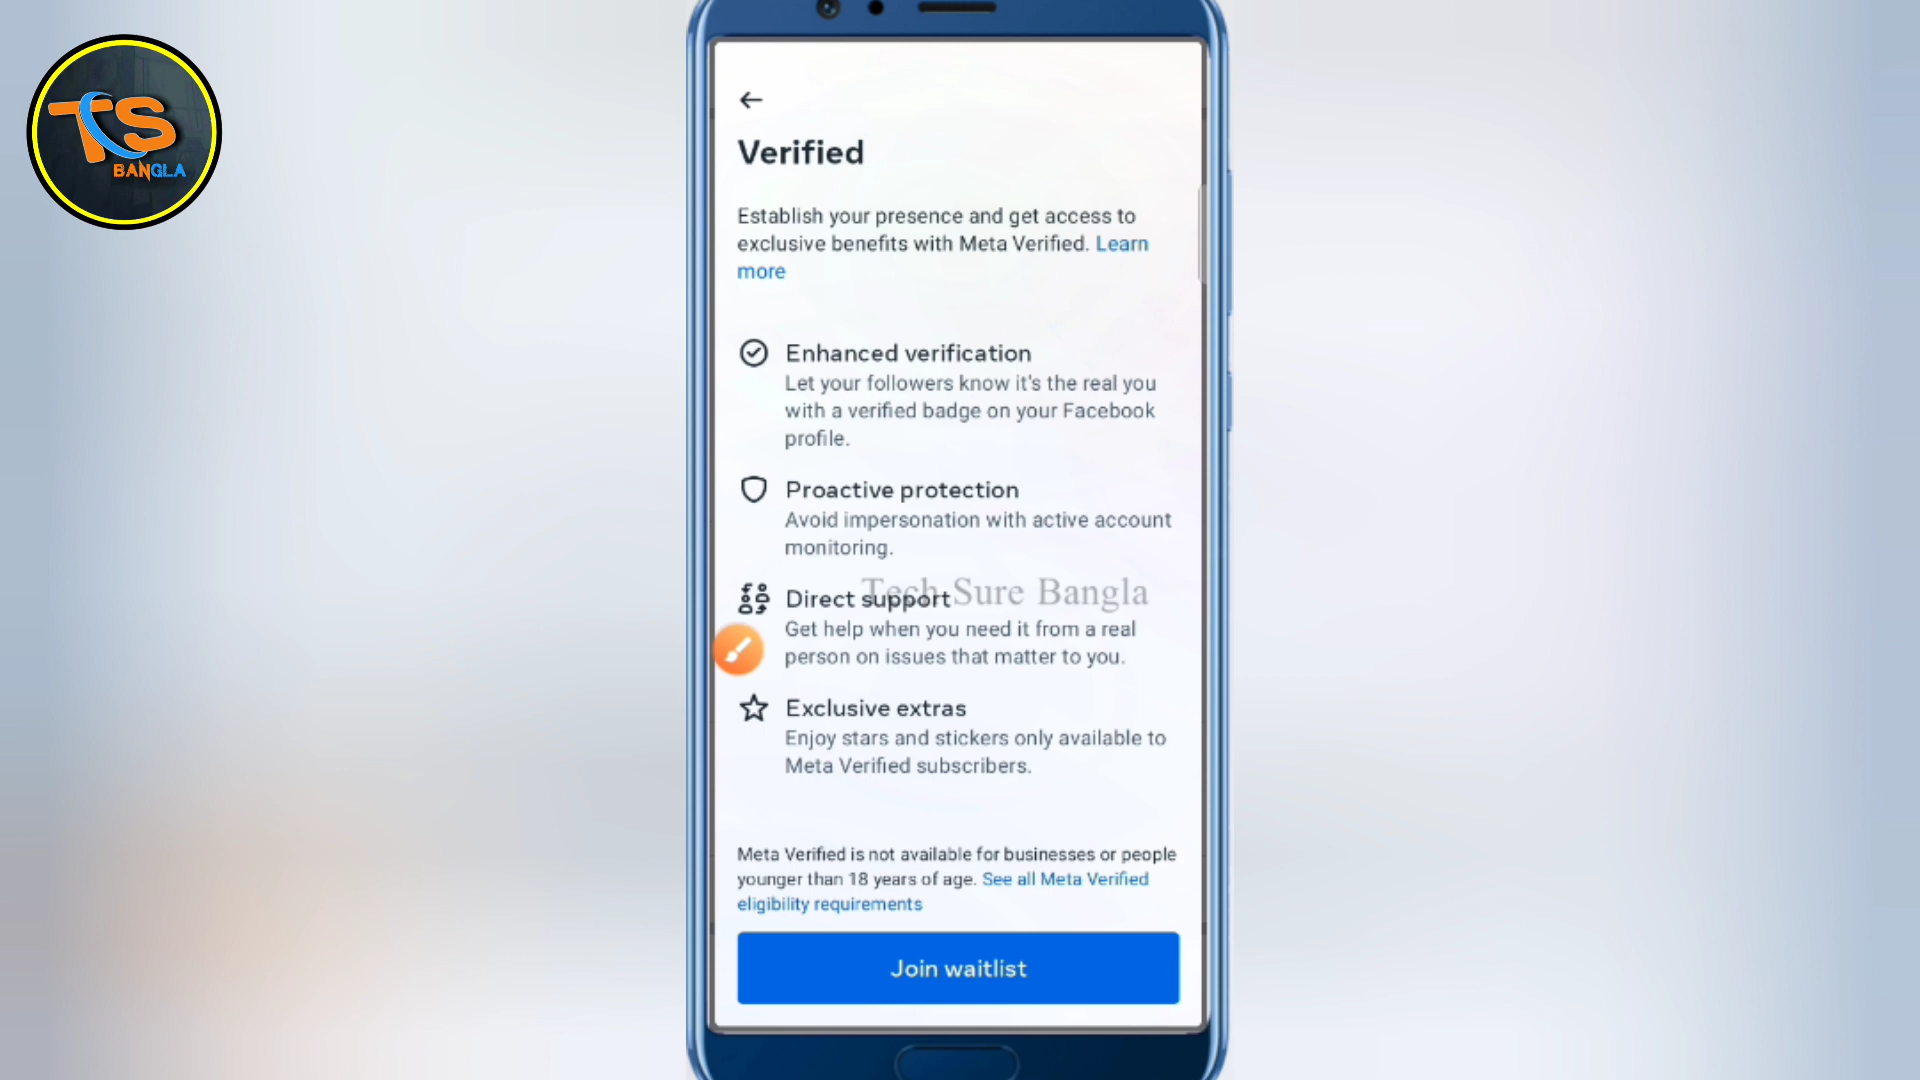 TS
BANGLA
Verified
Establish your presence and get access to
exclusive benefits with Meta Verified. Learn
more
Enhanced verification
Let your followers know it's the real you
with a verified badge on your Facebook
profile.
Proactive protection
Avoid impersonation with active account
monitoring.
Tech Sure Bangla
Direct support
Get help when you need it from a real
person on issues that matter to you.
Exclusive extras
Enjoy stars and stickers only available to
Meta Verified subscribers.
Meta Verified is not available for businesses or people
younger than 18 years of age. See all Meta Verified
eligibility requirements
Join waitlist